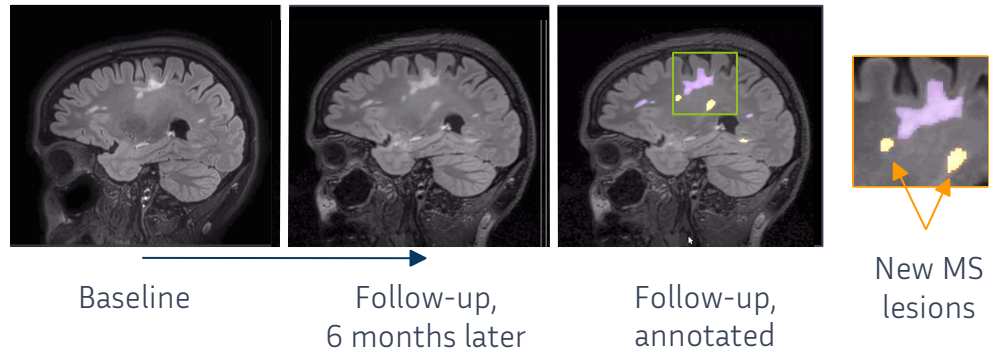 Baseline
Follow-up,
6 months later
Follow-up,
annotated
New MS
lesions